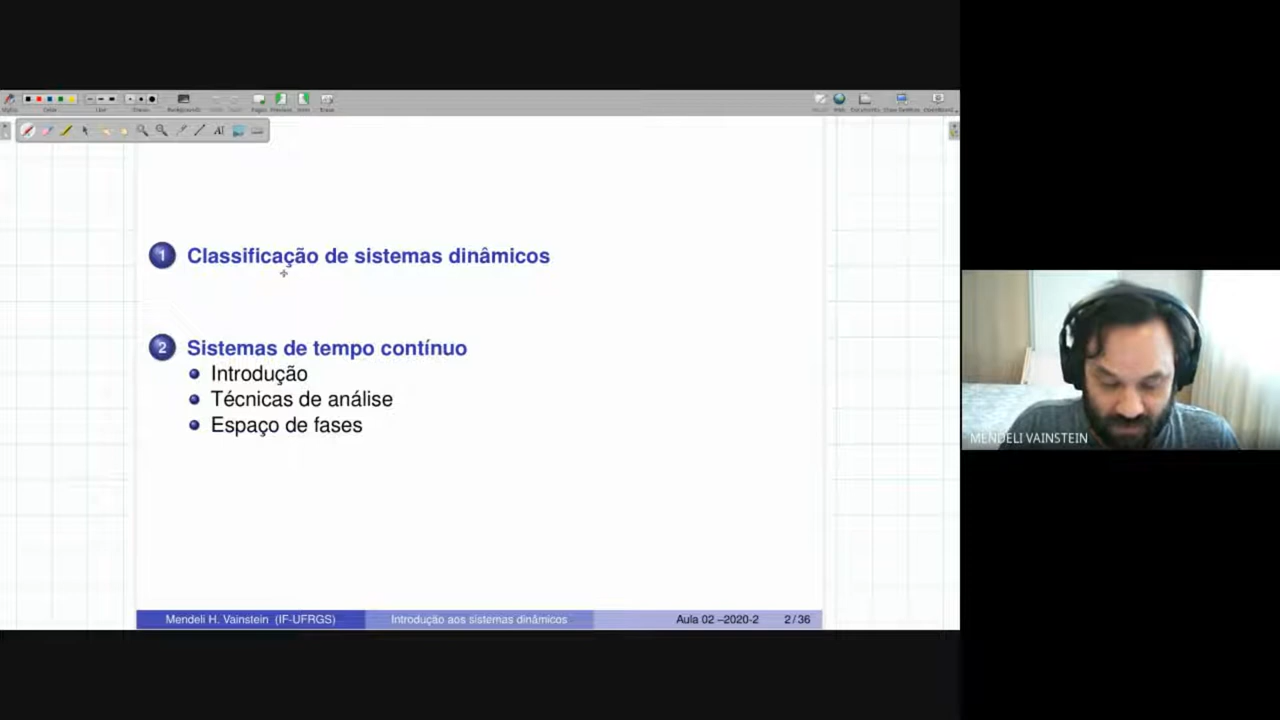 1 Classificação de sistemas dinâmicos
2 Sistemas de tempo contínuo
Introdução
Técnicas de análise
Espaço de fases
Mendeli H. Vainstein (IF-UFRGS) Introdução aos sistemas dinâmicos Aula 02 –2020-2 2 / 36
MENDELI VAINSTEIN